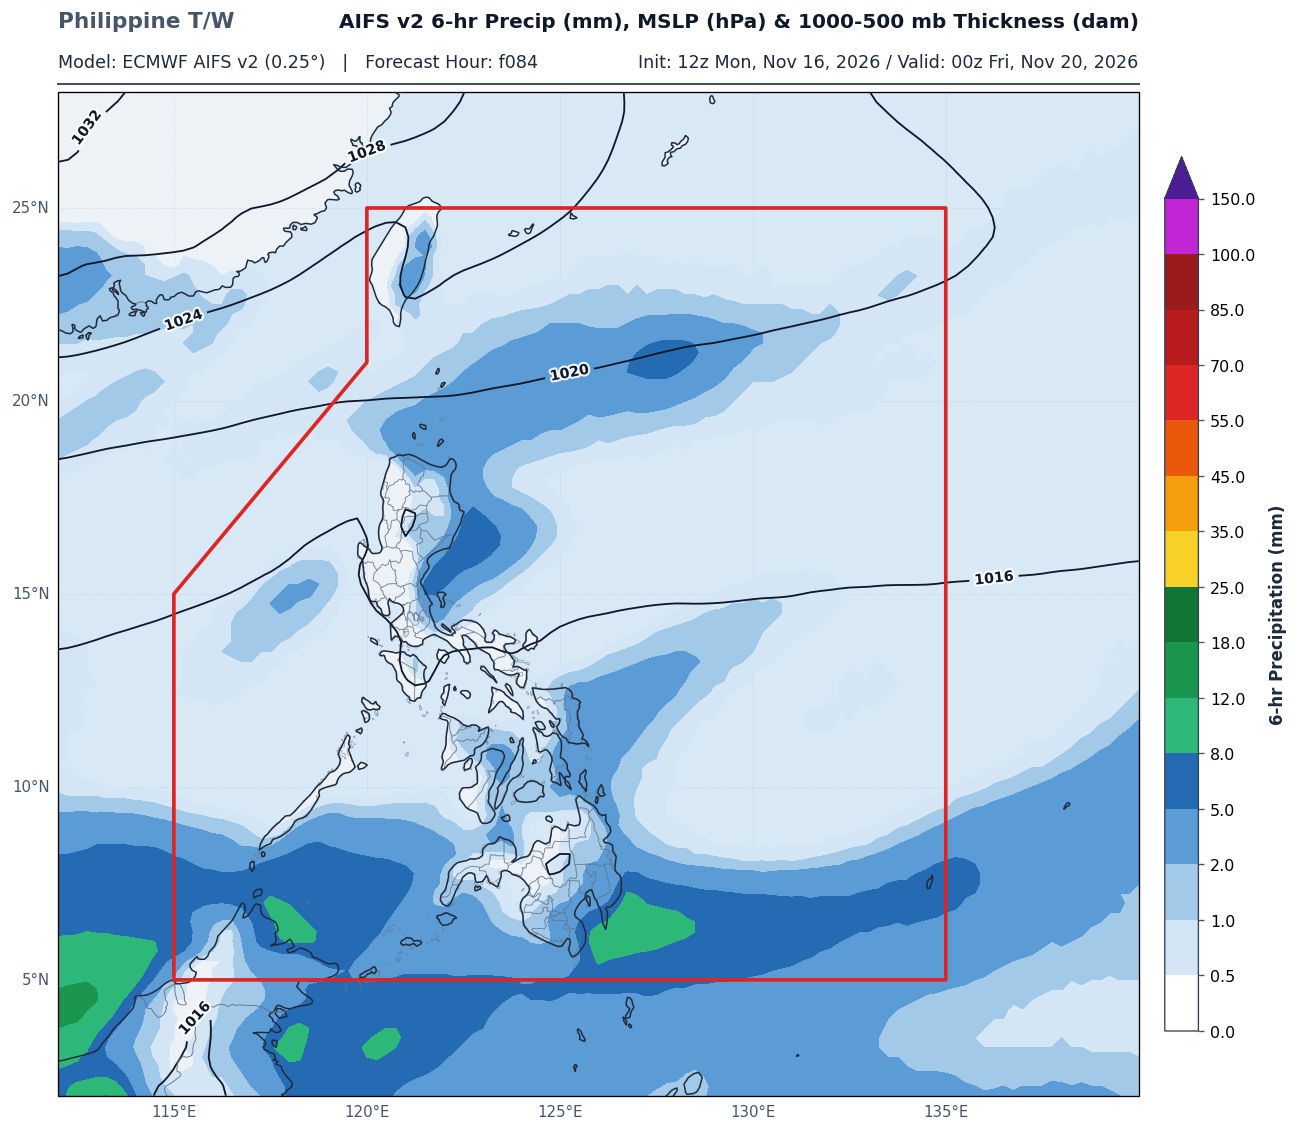 Philippine T/W
AIFS v2 6-hr Precip (mm), MSLP (hPa) & 1000-500 mb Thickness (dam)
Model: ECMWF AIFS v2 (0.25°) | Forecast Hour: f084
Init: 12z Mon, Nov 16, 2026 / Valid: 00z Fri, Nov 20, 2026
1032
1028
1024
1020
1016
1016
25°N
20°N
15°N
10°N
5°N
115°E
120°E
125°E
130°E
135°E
150.0
100.0
85.0
70.0
55.0
45.0
35.0
25.0
18.0
12.0
8.0
5.0
2.0
1.0
0.5
0.0
6-hr Precipitation (mm)